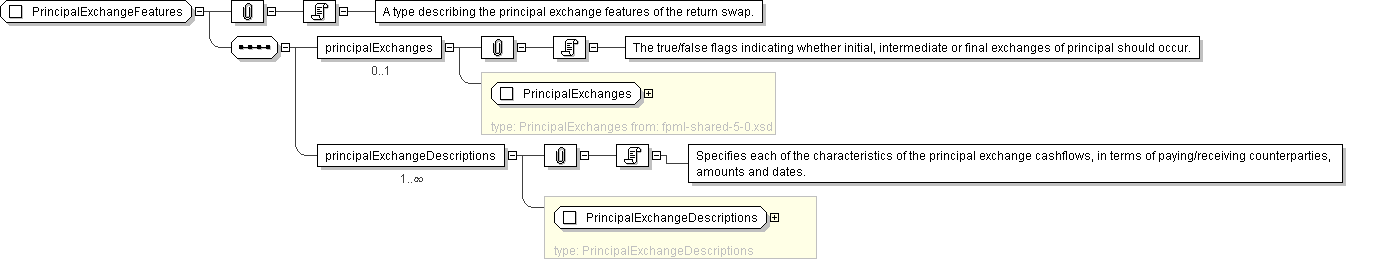 PrincipalExchangeFeatures
A type describing the principal exchange features of the return swap.
principalExchanges
The true/false flags indicating whether initial, intermediate or final exchanges of principal should occur.
0..1
PrincipalExchanges
type: PrincipalExchanges from: fpml-shared-5-0.xsd
principalExchangeDescriptions
Specifies each of the characteristics of the principal exchange cashflows, in terms of paying/receiving counterparties,
amounts and dates.
1..∞
PrincipalExchangeDescriptions
type: PrincipalExchangeDescriptions